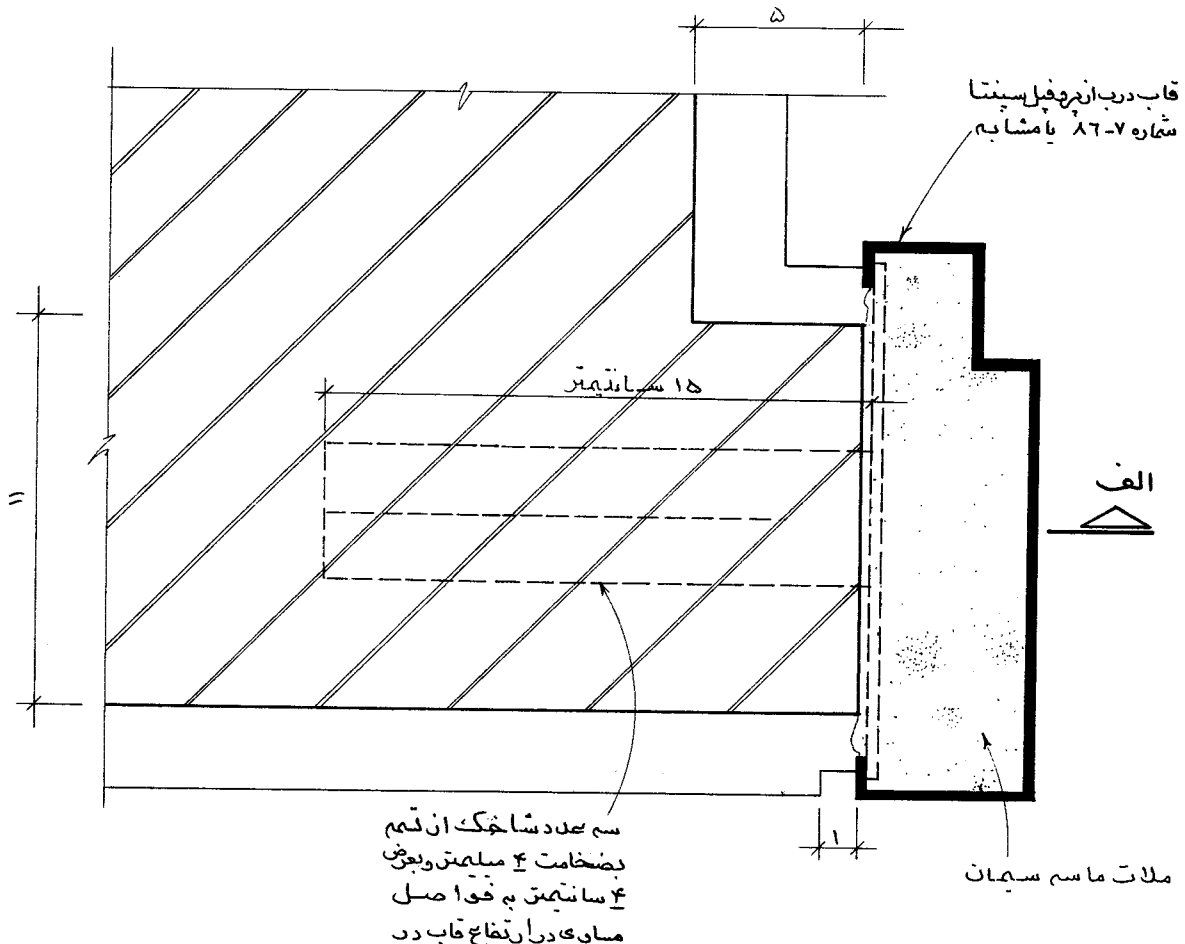 ۵
قاب درب از پروفیل سینتا
شماره ۷-۸۶ یا مشابه
۱۵ سانتیمتر
۱۱
الف
۱
سه عدد شاخک از تسمه
بضخامت ۴ میلیمتر و بعرض
۴ سانتیمتر به فواصل
مساوی در ارتفاع قاب در
ملات ماسه سیمان